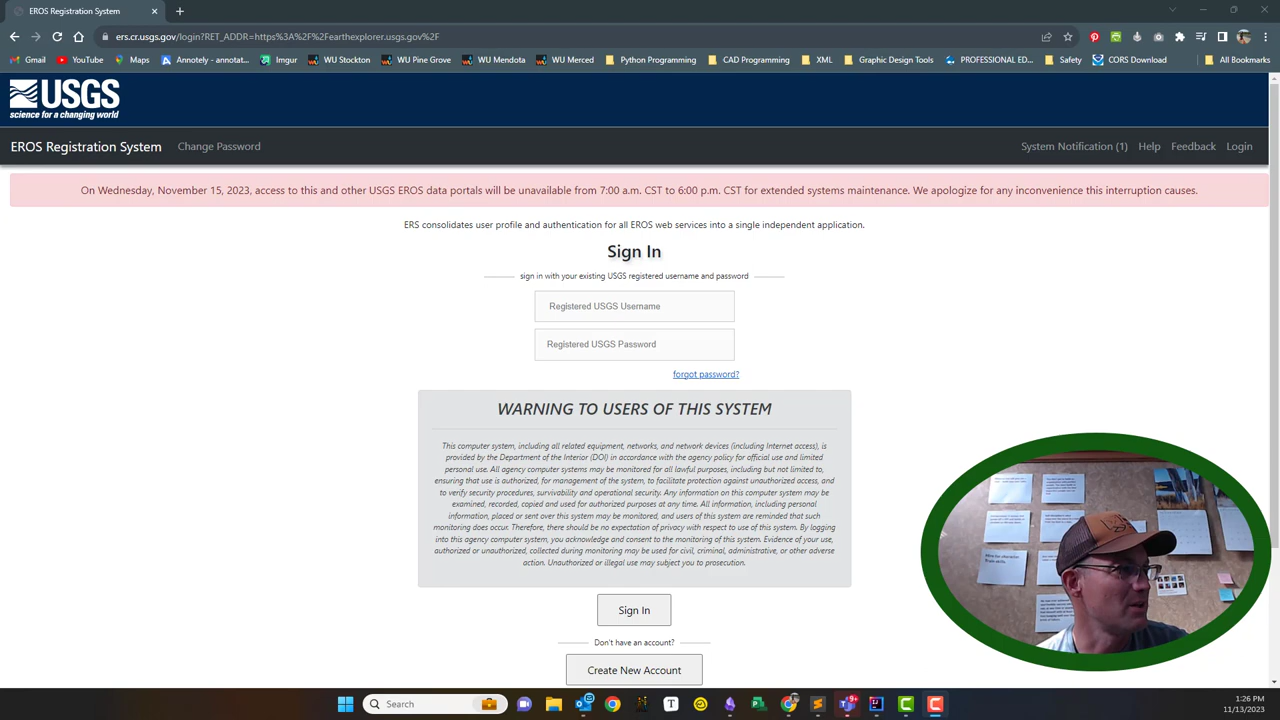 EROS Registration System
ers.cr.usgs.gov/login?RET_ADDR=https%3A%2F%2Fearthexplorer.usgs.gov%2F
Gmail YouTube Maps Annotely - annotat... Imgur WU Stockton WU Pine Grove WU Mendota WU Merced Python Programming CAD Programming XML Graphic Design Tools PROFESSIONAL ED... Safety CORS Download All Bookmarks
USGS
science for a changing world
EROS Registration System Change Password System Notification (1) Help Feedback Login
On Wednesday, November 15, 2023, access to this and other USGS EROS data portals will be unavailable from 7:00 a.m. CST to 6:00 p.m. CST for extended systems maintenance. We apologize for any inconvenience this interruption causes.
ERS consolidates user profile and authentication for all EROS web services into a single independent application.
Sign In
sign in with your existing USGS registered username and password
Registered USGS Username
Registered USGS Password
forgot password?
WARNING TO USERS OF THIS SYSTEM
This computer system, including all related equipment, networks, and network devices (including Internet access), is
provided by the Department of the Interior (DOI) in accordance with the agency policy for official use and limited
personal use. All agency computer systems may be monitored for all lawful purposes, including but not limited to,
ensuring that use is authorized, for management of the system, to facilitate protection against unauthorized access, and
to verify security procedures, survivability and operational security. Any information on this computer system may be
examined, recorded, copied and used for authorized purposes at any time. All information, including personal
information, placed or sent over this system may be monitored, and users of this system are reminded that such
monitoring does occur. Therefore, there should be no expectation of privacy with respect to use of this system. By logging
into this agency computer system, you acknowledge and consent to the monitoring of this system. Evidence of your use,
authorized or unauthorized, collected during monitoring may be used for civil, criminal, administrative, or other adverse
action. Unauthorized or illegal use may subject you to prosecution.
Sign In
Don't have an account?
Create New Account
Hire for character
Train skills
Search
1:26 PM
11/13/2023